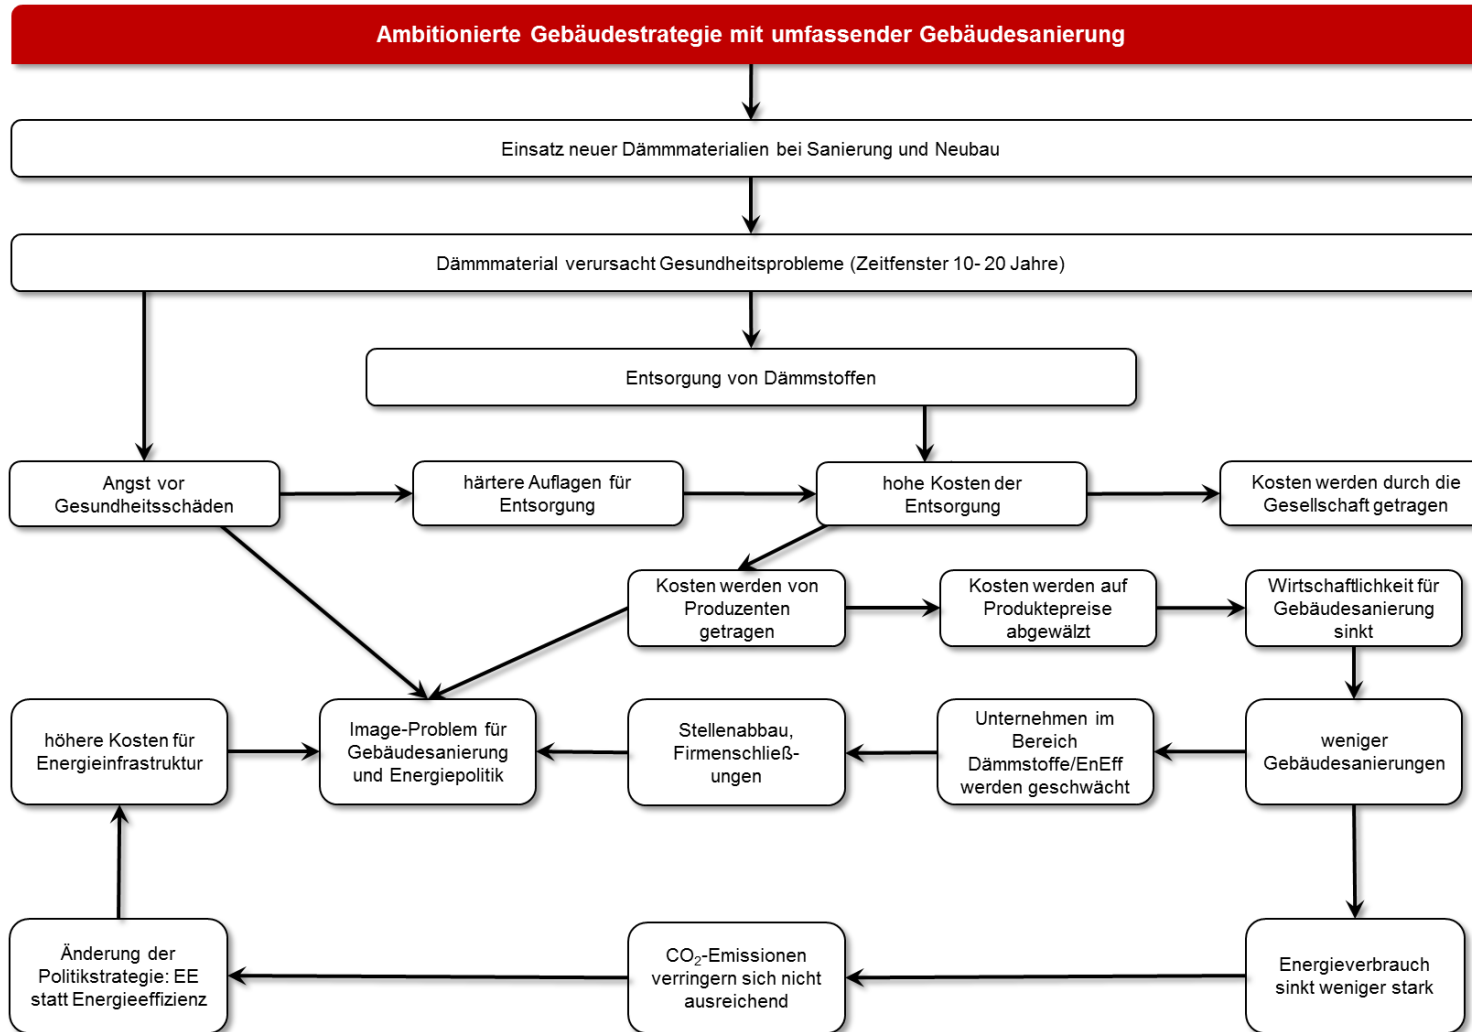 Ambitionierte Gebäudestrategie mit umfassender Gebäudesanierung
Einsatz neuer Dämmmaterialien bei Sanierung und Neubau
Dämmmaterial verursacht Gesundheitsprobleme (Zeitfenster 10- 20 Jahre)
Entsorgung von Dämmstoffen
Angst vor
Gesundheitsschäden
härtere Auflagen für
Entsorgung
hohe Kosten der
Entsorgung
Kosten werden durch die
Gesellschaft getragen
Kosten werden von
Produzenten
getragen
Kosten werden auf
Produktepreise
abgewälzt
Wirtschaftlichkeit für
Gebäudesanierung
sinkt
höhere Kosten für
Energieinfrastruktur
Image-Problem für
Gebäudesanierung
und Energiepolitik
Stellenabbau,
Firmenschließ-
ungen
Unternehmen im
Bereich
Dämmstoffe/EnEff
werden geschwächt
weniger
Gebäudesanierungen
Änderung der
Politikstrategie: EE
statt Energieeffizienz
CO₂-Emissionen
verringern sich nicht
ausreichend
Energieverbrauch
sinkt weniger stark